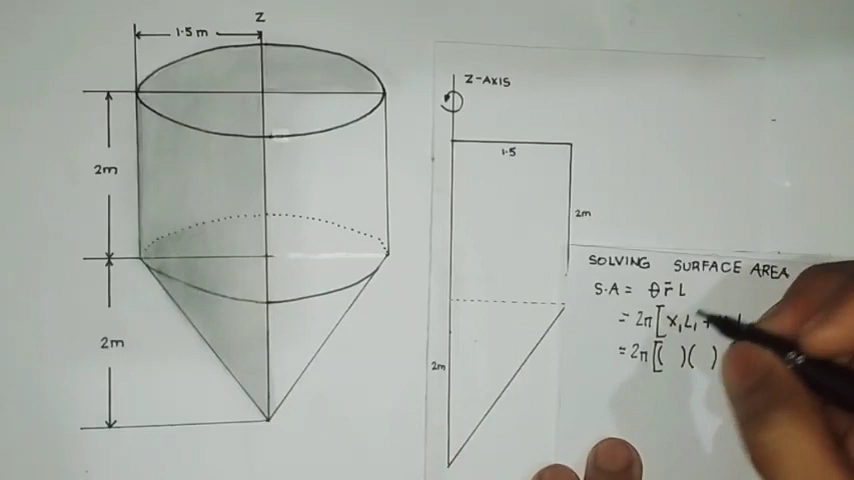 Z
1.5 m
2m
2m
Z-AXIS
1.5
2m
2m
SOLVING SURFACE AREA
S.A = θ r̄ L
= 2π [ x₁L₁ +
= 2π [( )( )